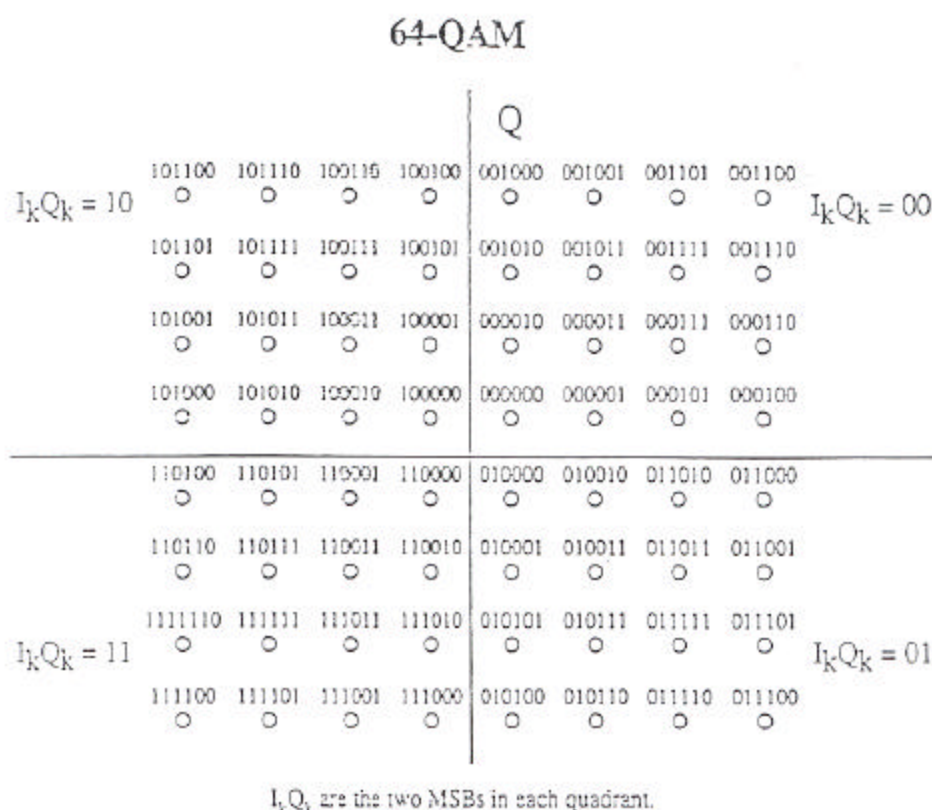 64-QAM
Q
101100 101110 100110 100100 001000 001001 001101 001100
IkQk = 10
IkQk = 00
101101 101111 100111 100101 001010 001011 001111 001110
101001 101011 100011 100001 000010 000011 000111 000110
101000 101010 100010 100000 000000 000001 000101 000100
110100 110101 110001 110000 010000 010010 011010 011000
110110 110111 110011 110010 010001 010011 011011 011001
1111110 111111 111011 111010 010101 010111 011111 011101
IkQk = 11
IkQk = 01
111100 111101 111001 111000 010100 010110 011110 011100
IkQk are the two MSBs in each quadrant.